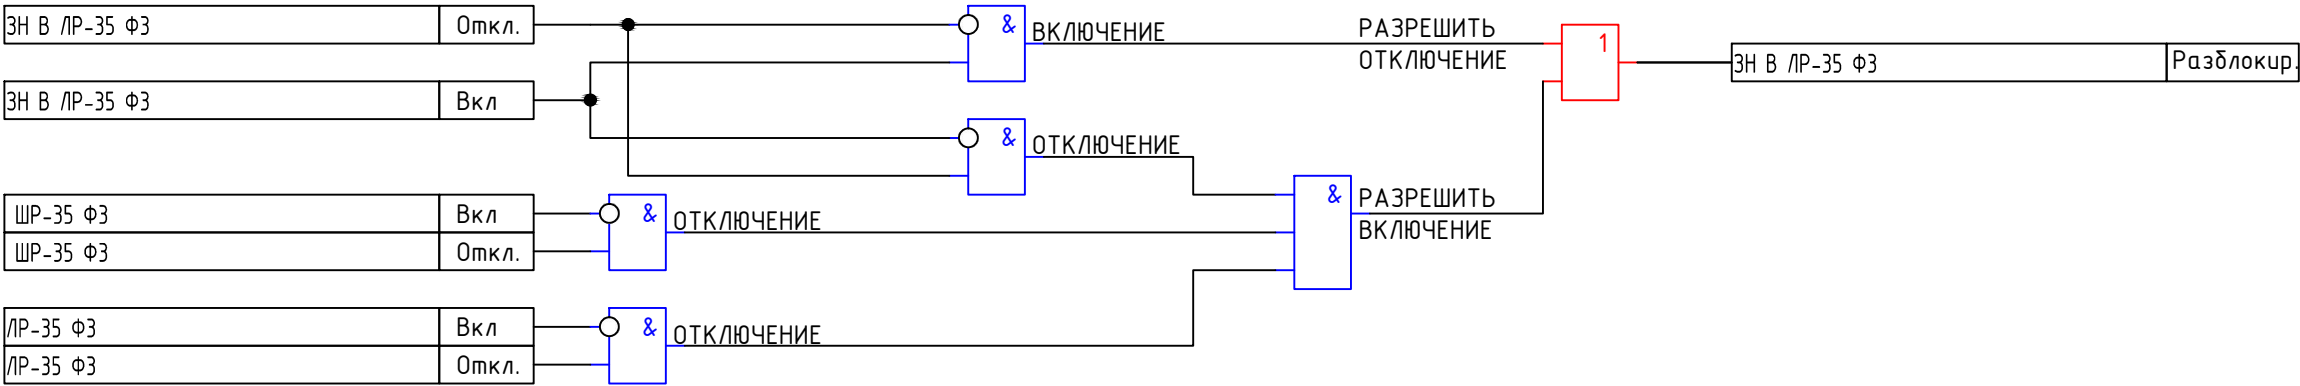 ЗН В ЛР-35 Ф3 Откл.
& ВКЛЮЧЕНИЕ
РАЗРЕШИТЬ
ОТКЛЮЧЕНИЕ
1
ЗН В ЛР-35 Ф3 Разблокир.
ЗН В ЛР-35 Ф3 Вкл
& ОТКЛЮЧЕНИЕ
ШР-35 Ф3 Вкл
ШР-35 Ф3 Откл.
& ОТКЛЮЧЕНИЕ
&
РАЗРЕШИТЬ
ВКЛЮЧЕНИЕ
ЛР-35 Ф3 Вкл
ЛР-35 Ф3 Откл.
& ОТКЛЮЧЕНИЕ